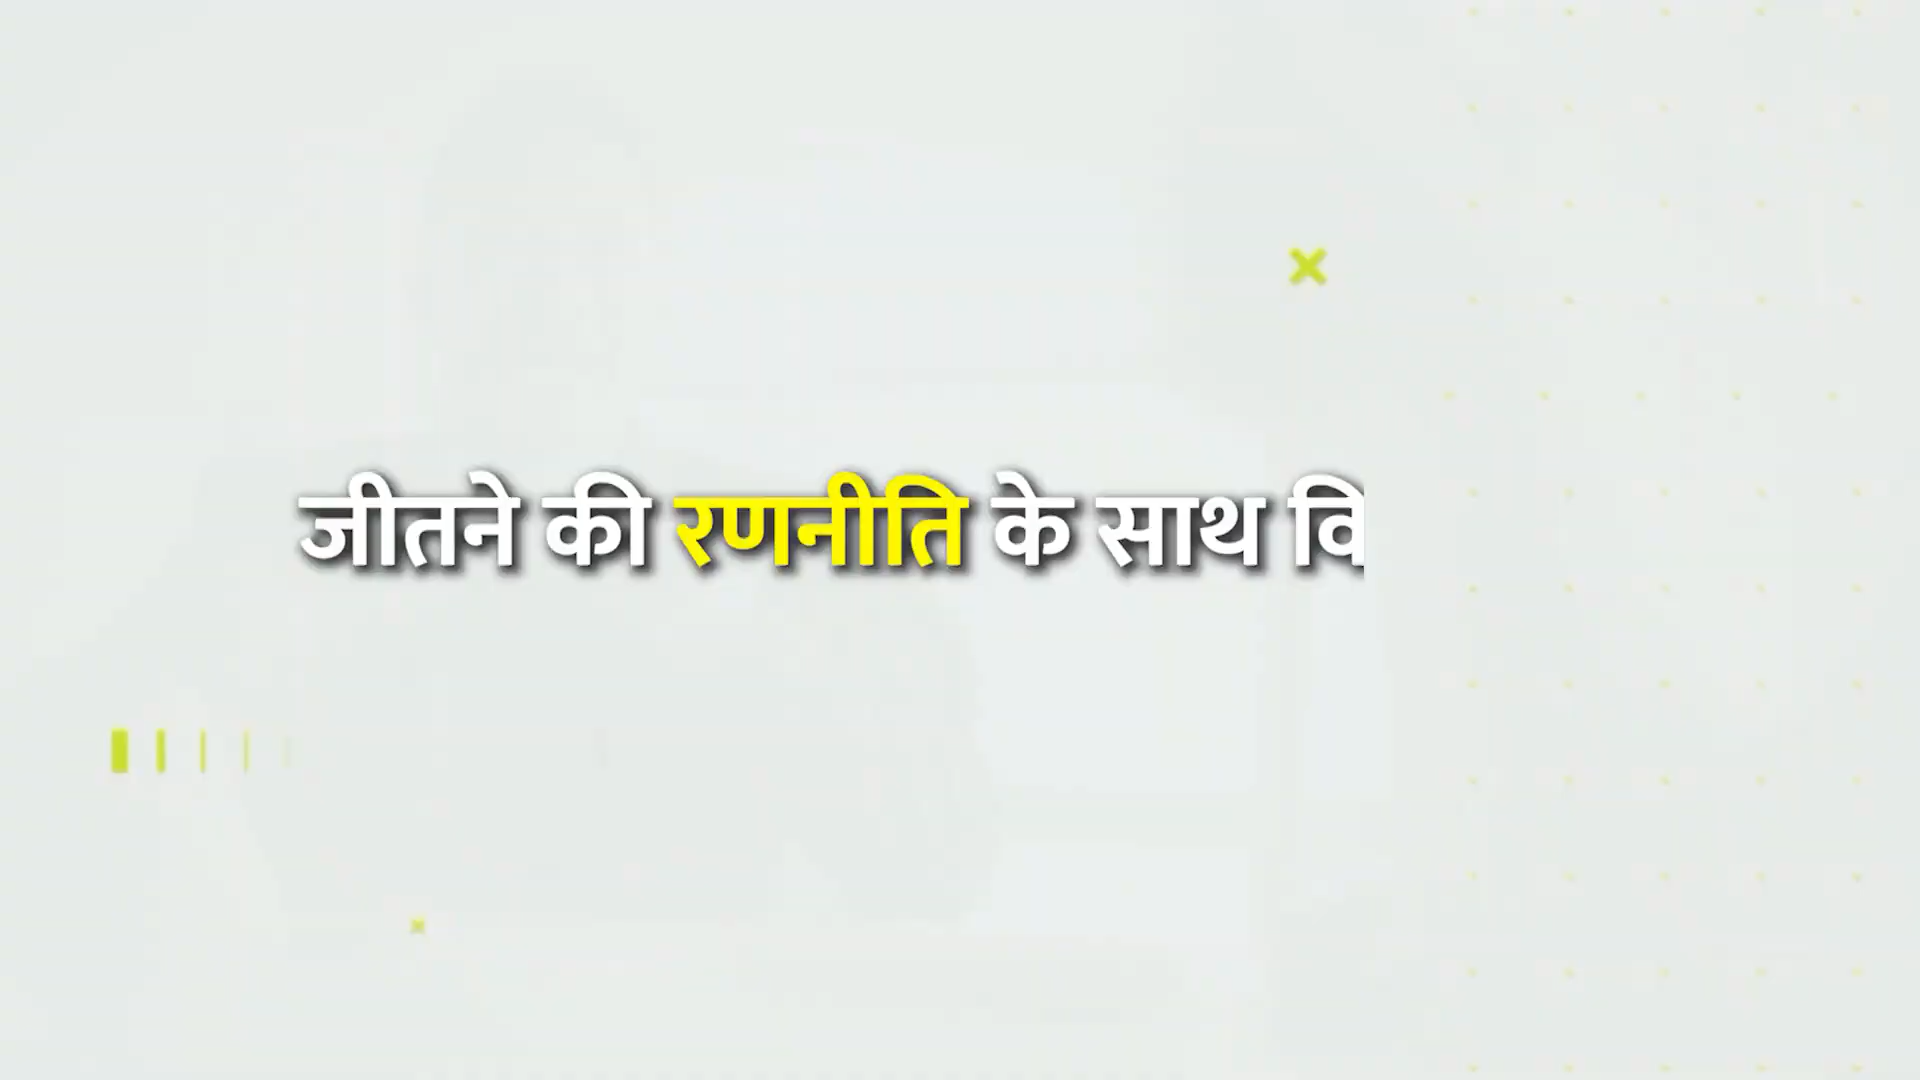 जीतने की रणनीति के साथ वि